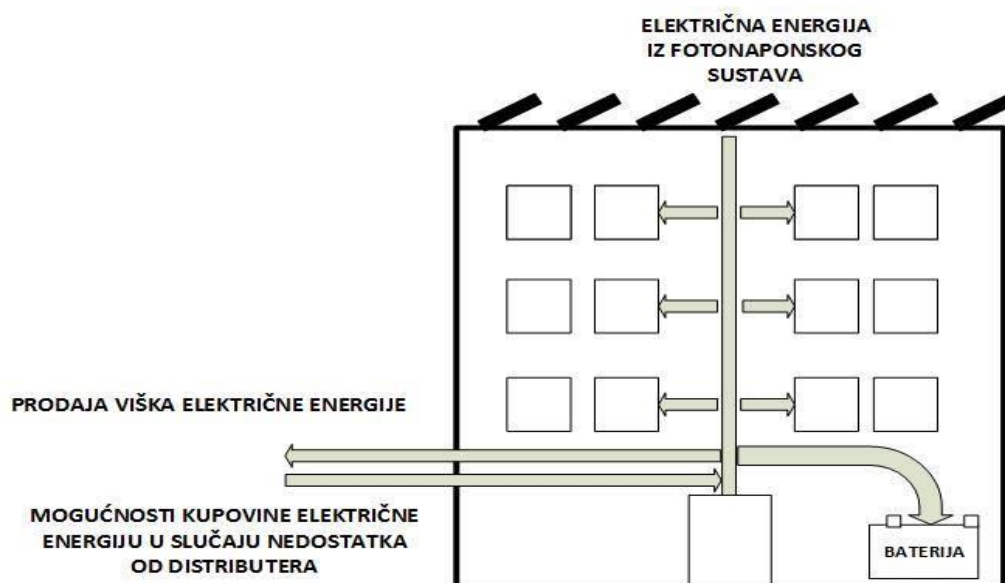 ELEKTRIČNA ENERGIJA
IZ FOTONAPONSKOG
SUSTAVA
PRODAJA VIŠKA ELEKTRIČNE ENERGIJE
MOGUĆNOSTI KUPOVINE ELEKTRIČNE
ENERGIJU U SLUČAJU NEDOSTATKA
OD DISTRIBUTERA
BATERIJA